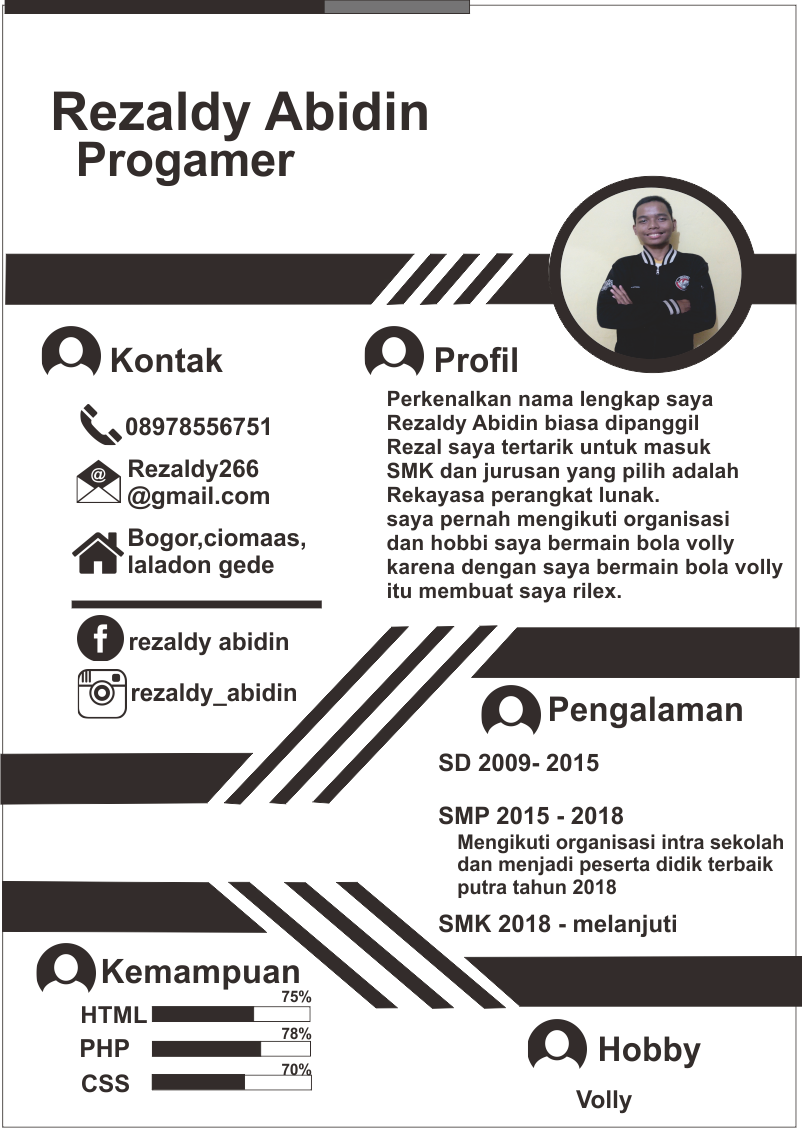 Rezaldy Abidin
Progamer
Kontak
08978556751
@
Rezaldy266
@gmail.com
Bogor,ciomaas,
laladon gede
f
rezaldy abidin
rezaldy_abidin
Profil
Perkenalkan nama lengkap saya
Rezaldy Abidin biasa dipanggil
Rezal saya tertarik untuk masuk
SMK dan jurusan yang pilih adalah
Rekayasa perangkat lunak.
saya pernah mengikuti organisasi
dan hobbi saya bermain bola volly
karena dengan saya bermain bola volly
itu membuat saya rilex.
Pengalaman
SD 2009- 2015
SMP 2015 - 2018
Mengikuti organisasi intra sekolah
dan menjadi peserta didik terbaik
putra tahun 2018
SMK 2018 - melanjuti
Kemampuan
75%
HTML
78%
PHP
70%
CSS
Hobby
Volly